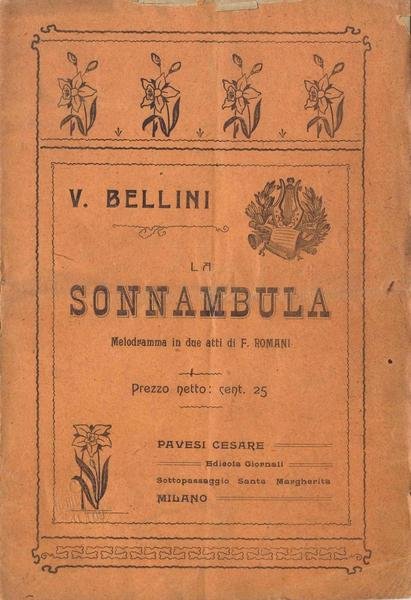 V. BELLINI
LA
SONNAMBULA
Melodramma in due atti di F. ROMANI
Prezzo netto: cent. 25
PAVESI CESARE
Edicola Giornali
Sottopassaggio Santa Margherita
MILANO